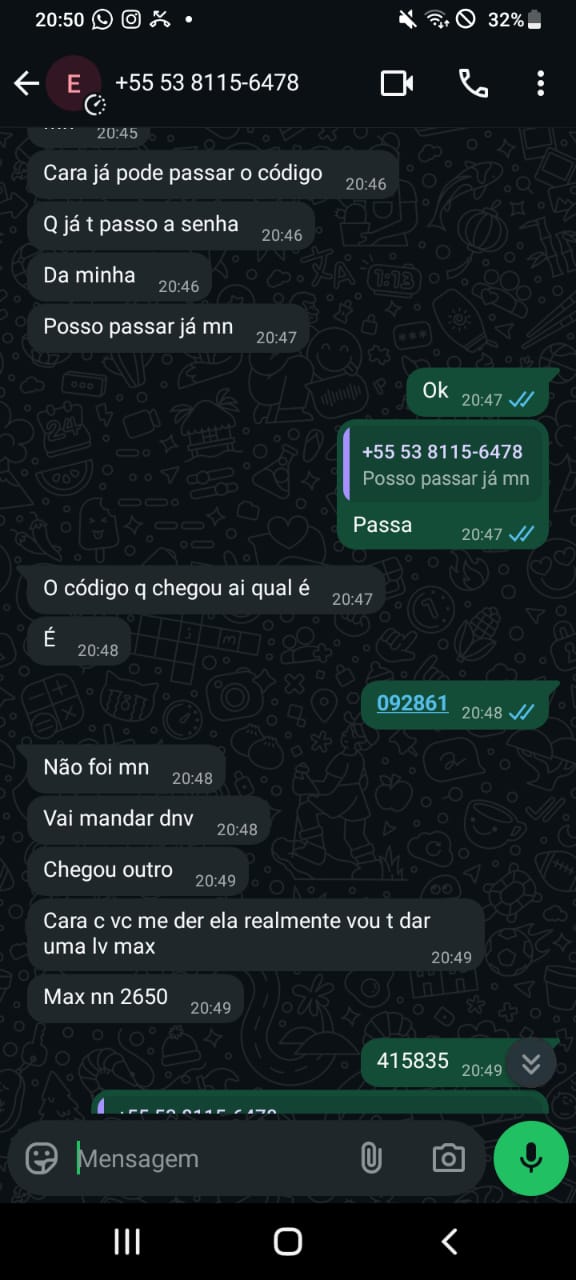 20:50
32%
E
+55 53 8115-6478
20:45
Cara já pode passar o código 20:46
Q já t passo a senha 20:46
Da minha 20:46
Posso passar já mn 20:47
Ok 20:47
+55 53 8115-6478
Posso passar já mn
Passa 20:47
O código q chegou ai qual é 20:47
É 20:48
092861 20:48
Não foi mn 20:48
Vai mandar dnv 20:48
Chegou outro 20:49
Cara c vc me der ela realmente vou t dar
uma lv max
20:49
Max nn 2650 20:49
415835 20:49
+55 53 8115-6478
Mensagem